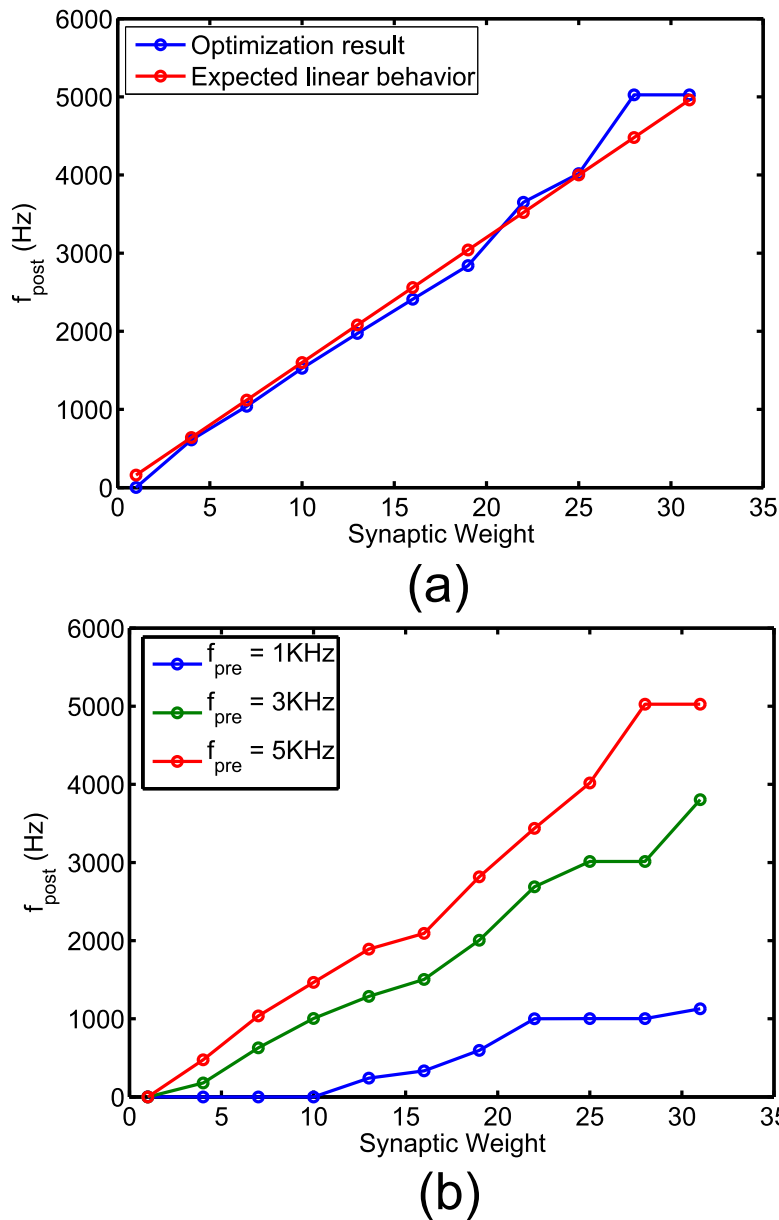 6000
5000
4000
3000
2000
1000
0
f_post (Hz)
Optimization result
Expected linear behavior
0 5 10 15 20 25 30 35
Synaptic Weight
(a)
6000
5000
4000
3000
2000
1000
0
f_post (Hz)
f_pre = 1KHz
f_pre = 3KHz
f_pre = 5KHz
0 5 10 15 20 25 30 35
Synaptic Weight
(b)